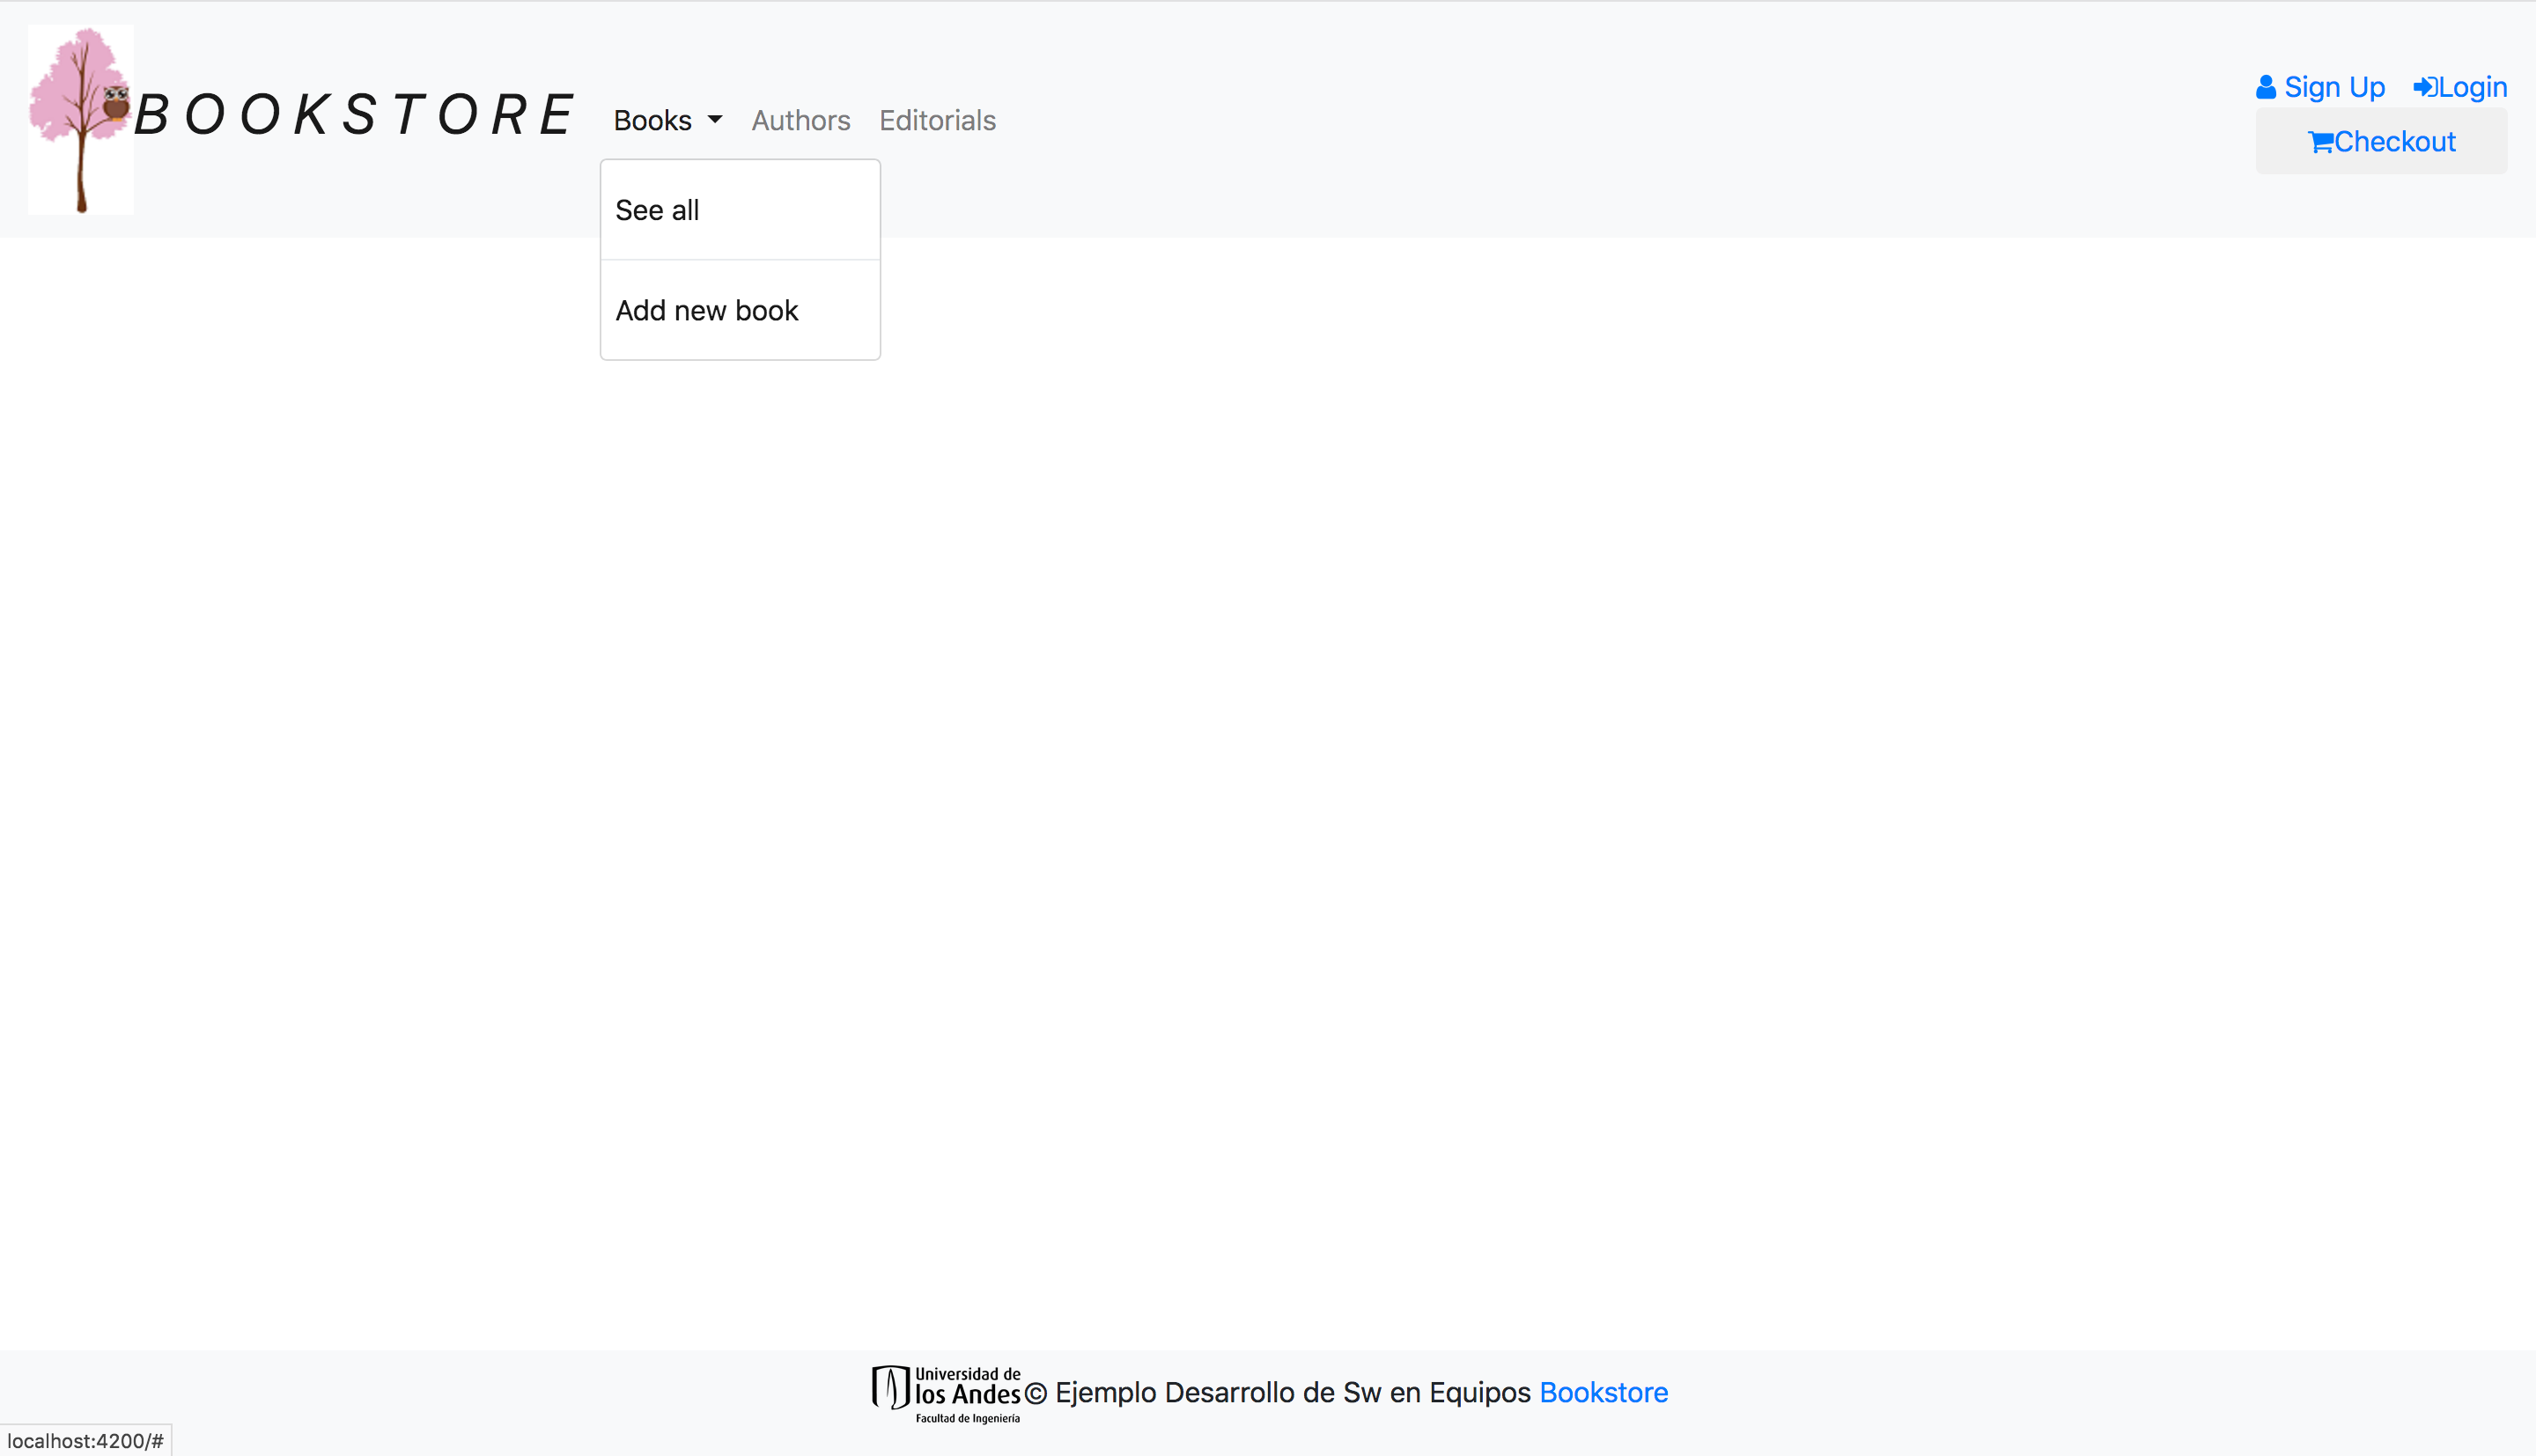 BOOKSTORE
Books
Authors
Editorials
Sign Up
Login
Checkout
See all
Add new book
Universidad de
los Andes
Facultad de Ingeniería
© Ejemplo Desarrollo de Sw en Equipos Bookstore
localhost:4200/#